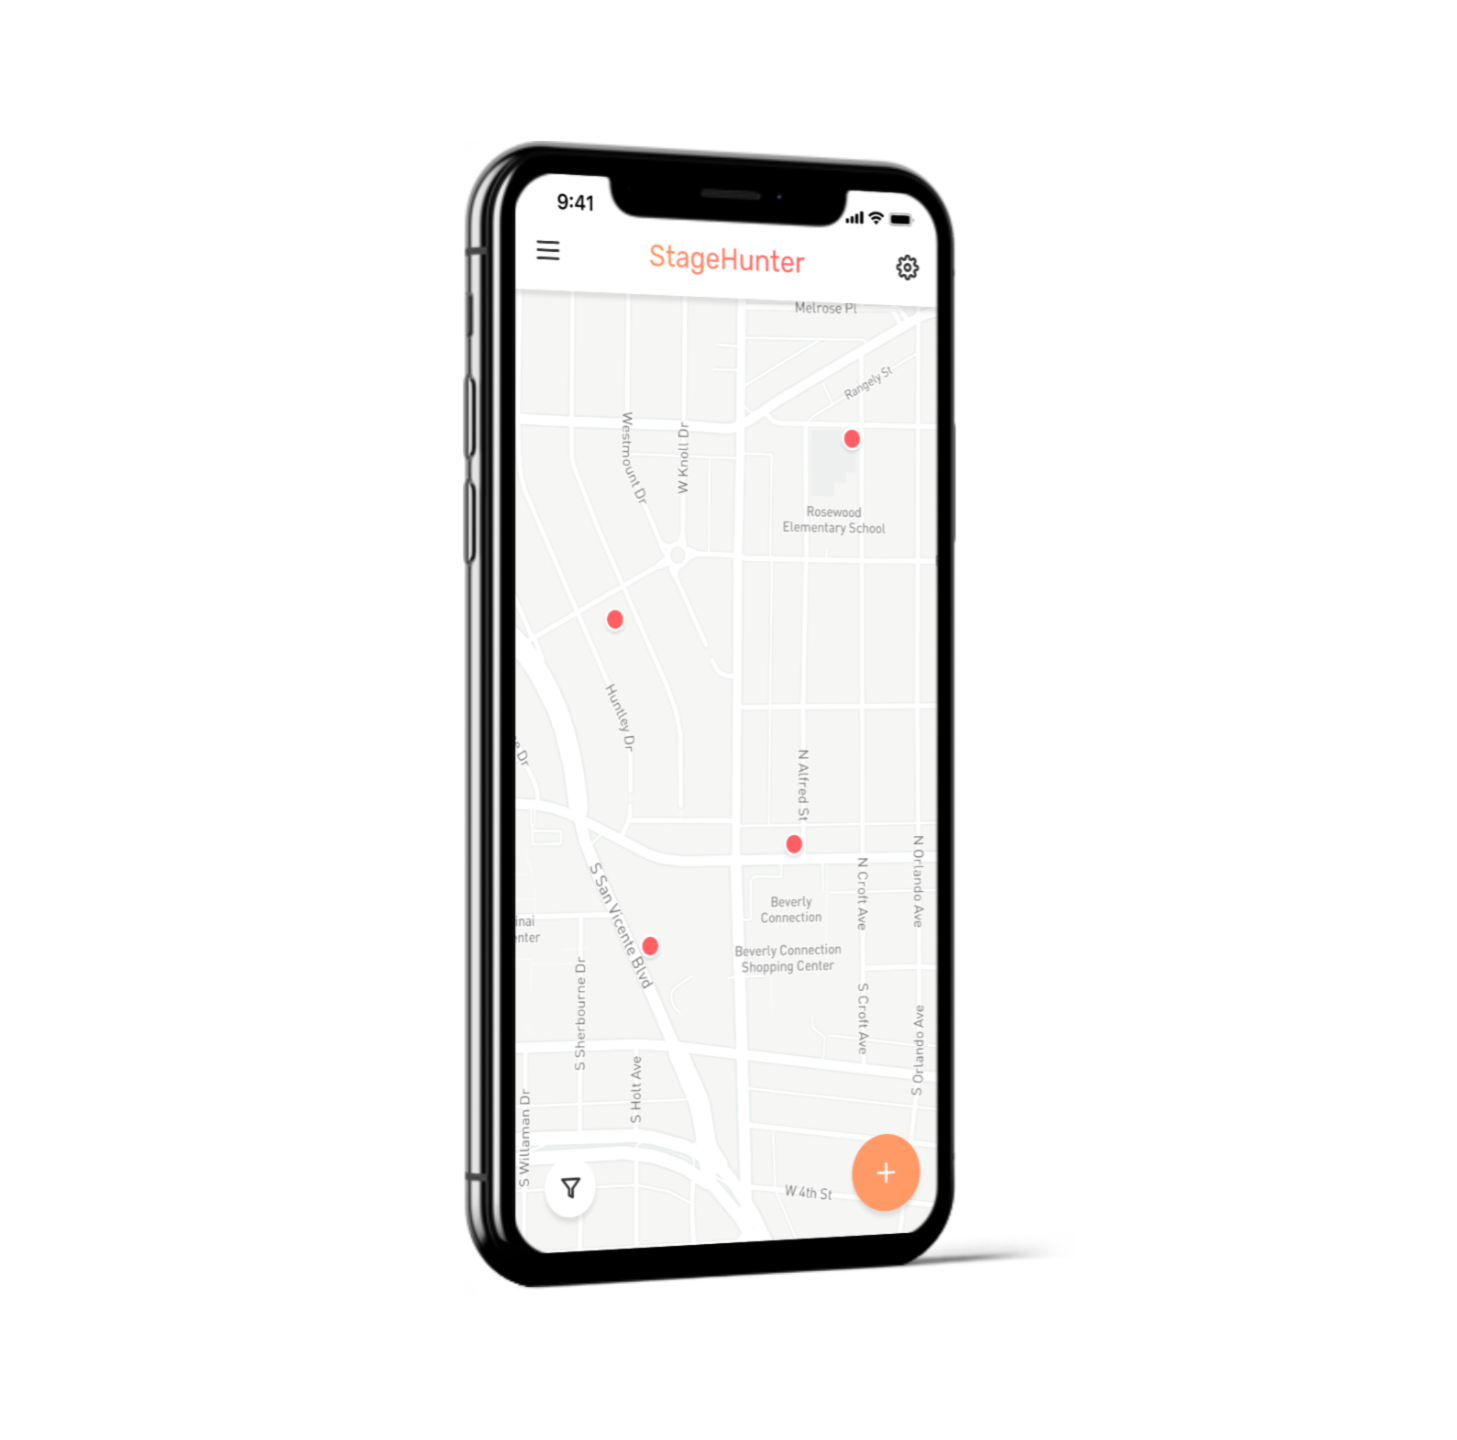 9:41
StageHunter
Melrose Pl
Rangely St
Westmount Dr
W Knoll Dr
Rosewood
Elementary School
Huntley Dr
Dr
N Alfred St
N Croft Ave
N Orlando Ave
S San Vicente Blvd
Beverly
Connection
inai
enter
Beverly Connection
Shopping Center
S Sherbourne Dr
S Croft Ave
S Orlando Ave
S Holt Ave
S Willaman Dr
W 4th St